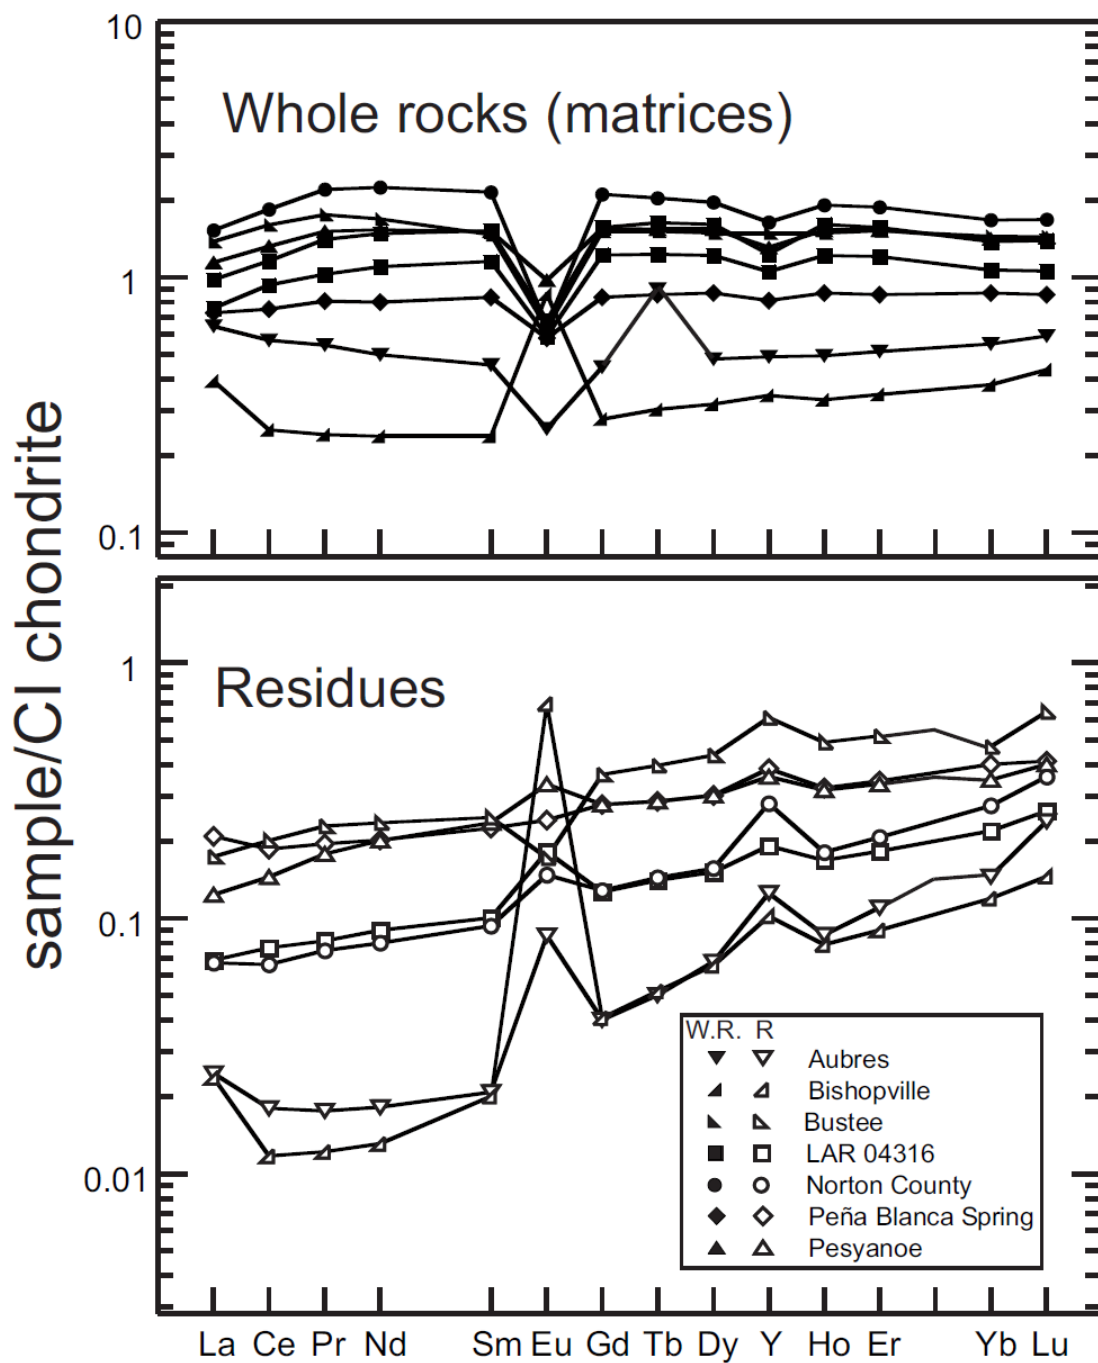 sample/CI chondrite
10
1
0.1
Whole rocks (matrices)
1
0.1
0.01
Residues
W.R. R
Aubres
Bishopville
Bustee
LAR 04316
Norton County
Peña Blanca Spring
Pesyanoe
La Ce Pr Nd Sm Eu Gd Tb Dy Y Ho Er Yb Lu